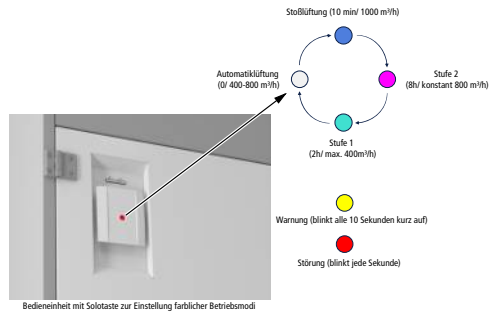 Stoßlüftung (10 min/ 1000 m³/h)
Automatiklüftung
(0/ 400-800 m³/h)
Stufe 2
(8h/ konstant 800 m³/h)
Stufe 1
(2h/ max. 400m³/h)
Warnung (blinkt alle 10 Sekunden kurz auf)
Störung (blinkt jede Sekunde)
Bedieneinheit mit Solotaste zur Einstellung farblicher Betriebsmodi